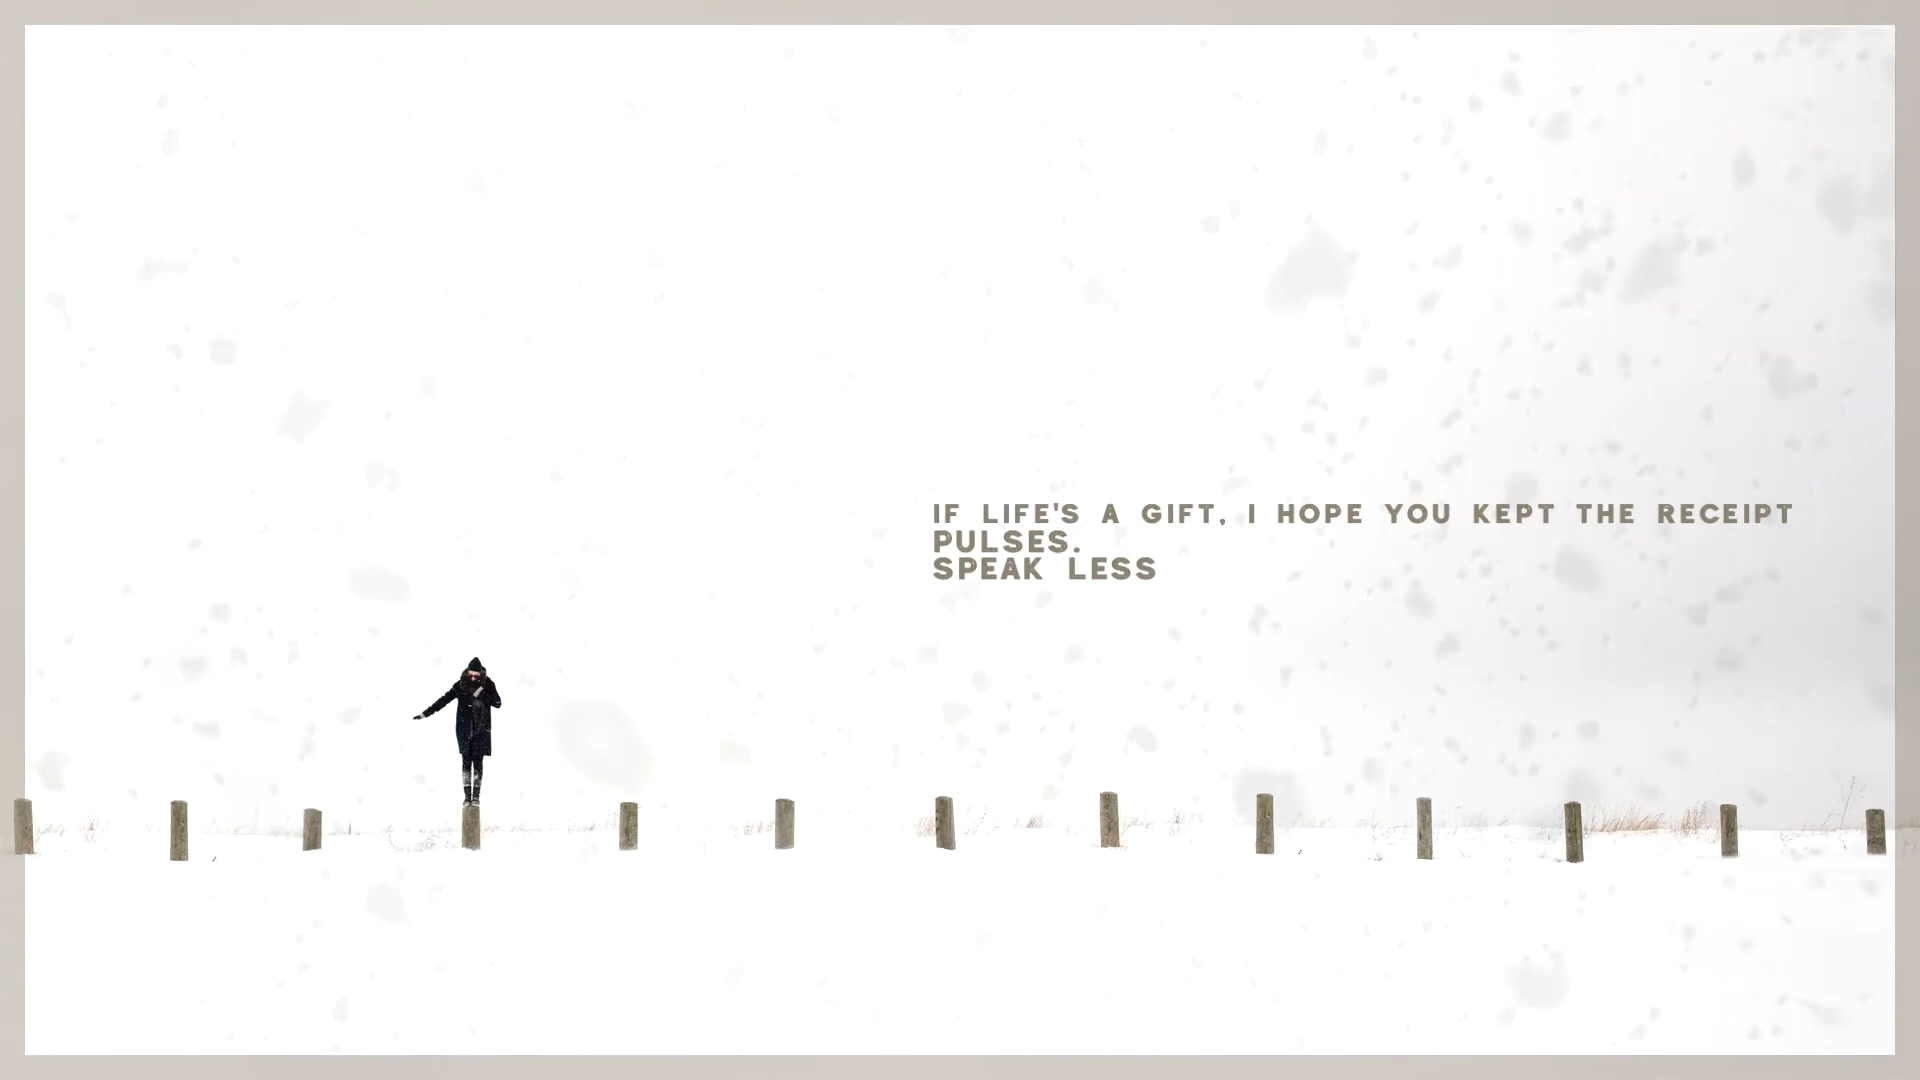 IF LIFE'S A GIFT, I HOPE YOU KEPT THE RECEIPT
PULSES.
SPEAK LESS